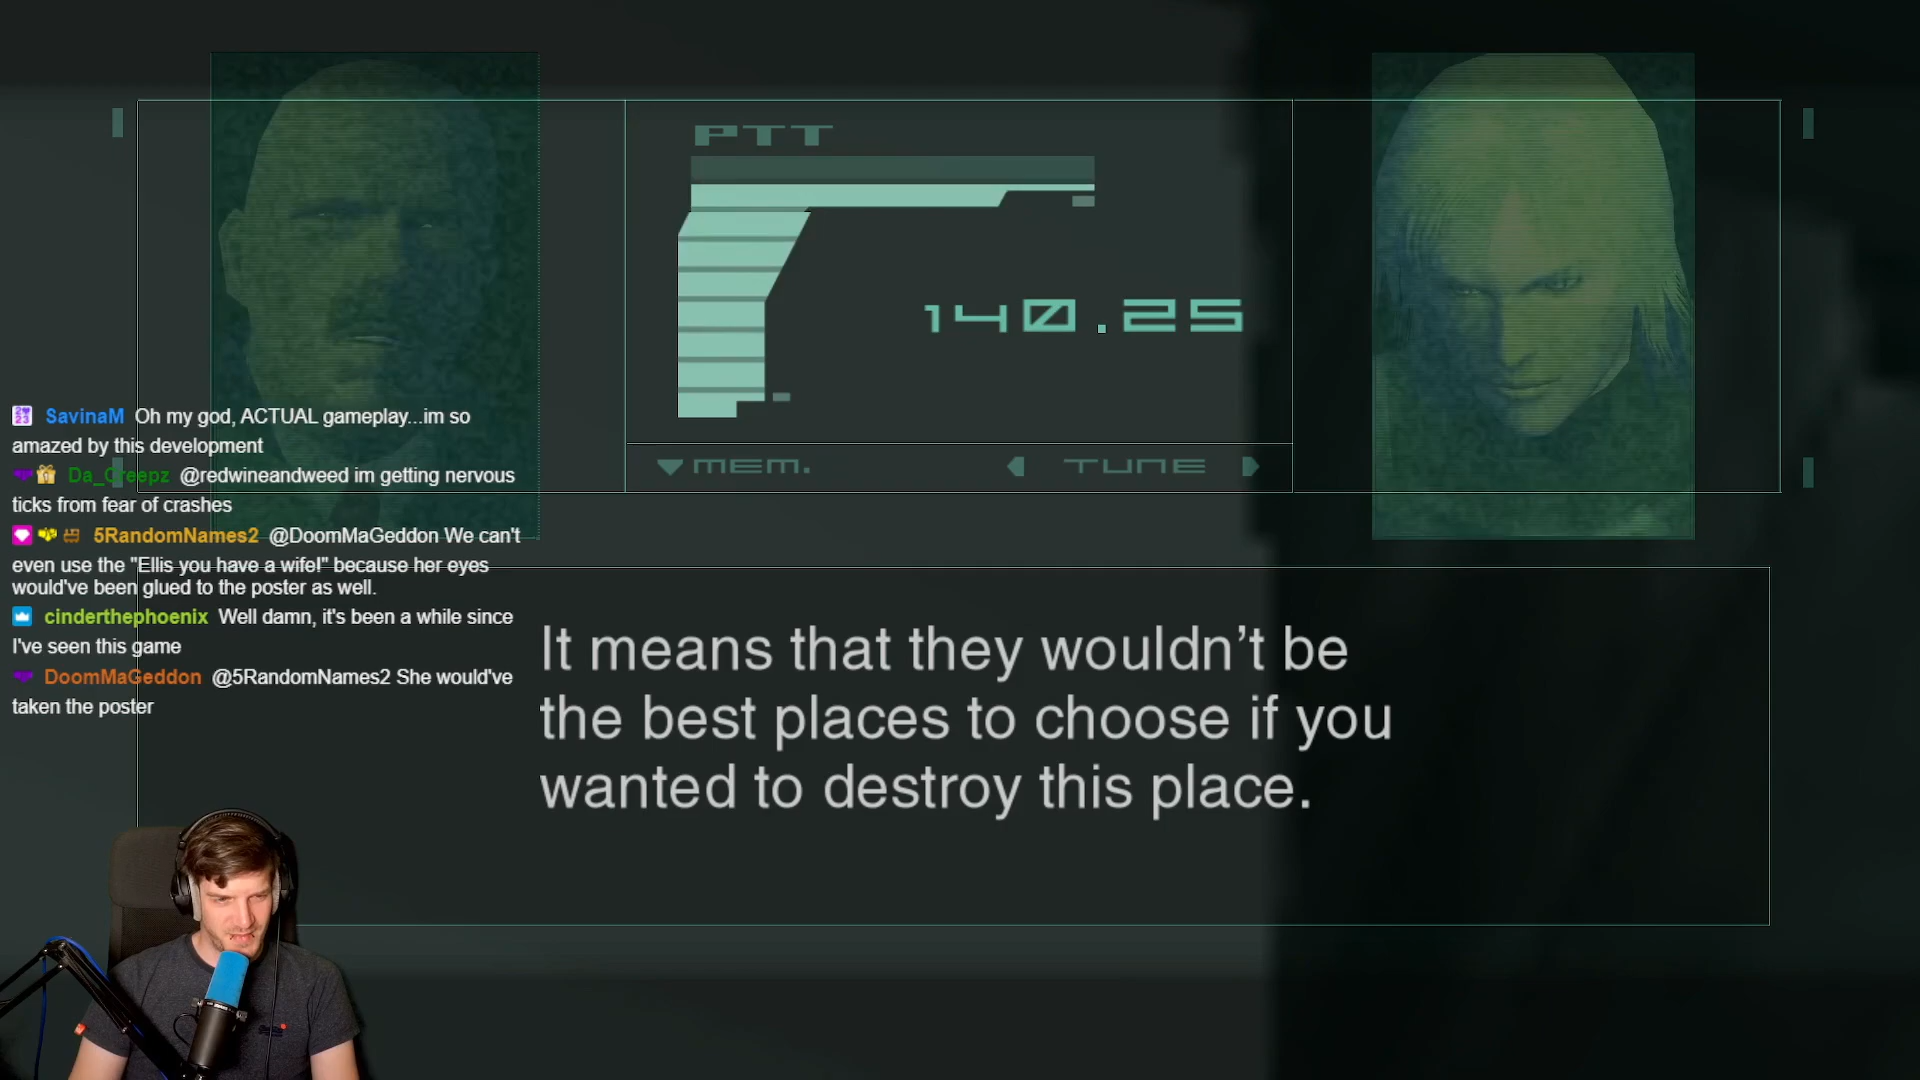 PTT
140.25
MEM.
TUNE
SavinaM Oh my god, ACTUAL gameplay...im so
amazed by this development
Da_Creepz @redwineandweed im getting nervous
ticks from fear of crashes
5RandomNames2 @DoomMaGeddon We can't
even use the "Ellis you have a wife!" because her eyes
would've been glued to the poster as well.
cinderthephoenix Well damn, it's been a while since
I've seen this game
DoomMaGeddon @5RandomNames2 She would've
taken the poster
It means that they wouldn't be
the best places to choose if you
wanted to destroy this place.